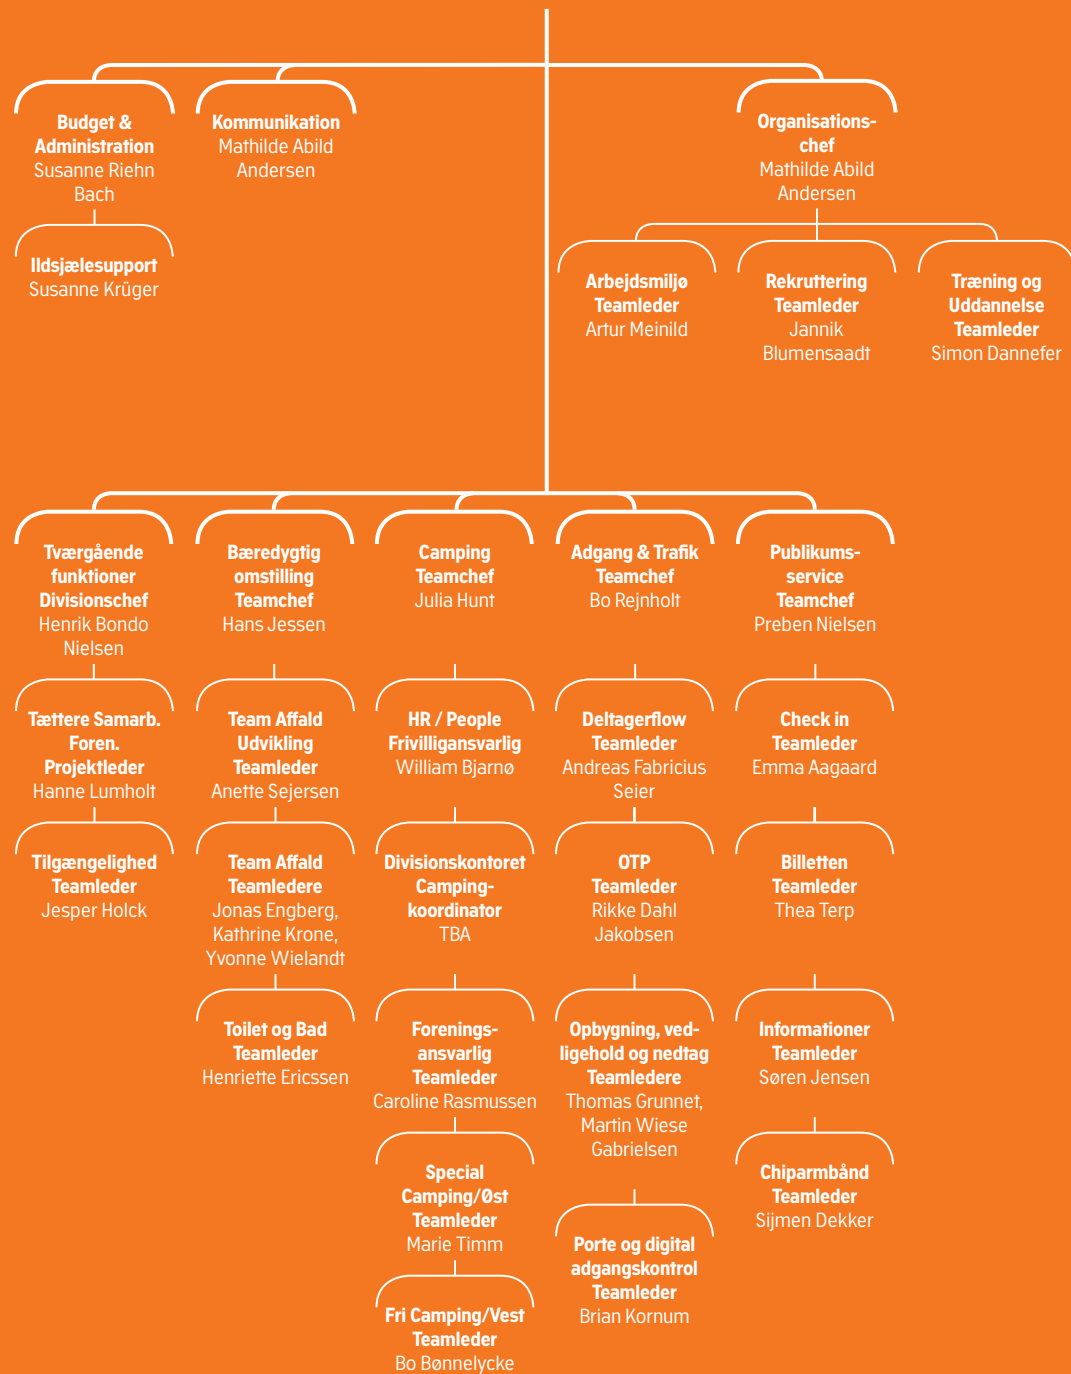 Budget &
Administration
Susanne Riehn
Bach
Kommunikation
Mathilde Abild
Andersen
Organisations-
chef
Mathilde Abild
Andersen
Ildsjælesupport
Susanne Krüger
Arbejdsmiljø
Teamleder
Artur Meinild
Rekruttering
Teamleder
Jannik
Blumensaadt
Træning og
Uddannelse
Teamleder
Simon Dannefer
Tværgående
funktioner
Divisionschef
Henrik Bondo
Nielsen
Tættere Samarb.
Foren.
Projektleder
Hanne Lumholt
Tilgængelighed
Teamleder
Jesper Holck
Bæredygtig
omstilling
Teamchef
Hans Jessen
Team Affald
Udvikling
Teamleder
Anette Sejersen
Team Affald
Teamledere
Jonas Engberg,
Kathrine Krone,
Yvonne Wielandt
Toilet og Bad
Teamleder
Henriette Ericssen
Camping
Teamchef
Julia Hunt
HR / People
Frivilligansvarlig
William Bjarnø
Divisionskontoret
Camping-
koordinator
TBA
Forenings-
ansvarlig
Teamleder
Caroline Rasmussen
Special
Camping/Øst
Teamleder
Marie Timm
Fri Camping/Vest
Teamleder
Bo Bønnelycke
Adgang & Trafik
Teamchef
Bo Rejnholt
Deltagerflow
Teamleder
Andreas Fabricius
Seier
OTP
Teamleder
Rikke Dahl
Jakobsen
Opbygning, ved-
ligehold og nedtag
Teamledere
Thomas Grunnet,
Martin Wiese
Gabrielsen
Porte og digital
adgangskontrol
Teamleder
Brian Kornum
Publikums-
service
Teamchef
Preben Nielsen
Check in
Teamleder
Emma Aagaard
Billetten
Teamleder
Thea Terp
Informationer
Teamleder
Søren Jensen
Chiparmbånd
Teamleder
Sijmen Dekker